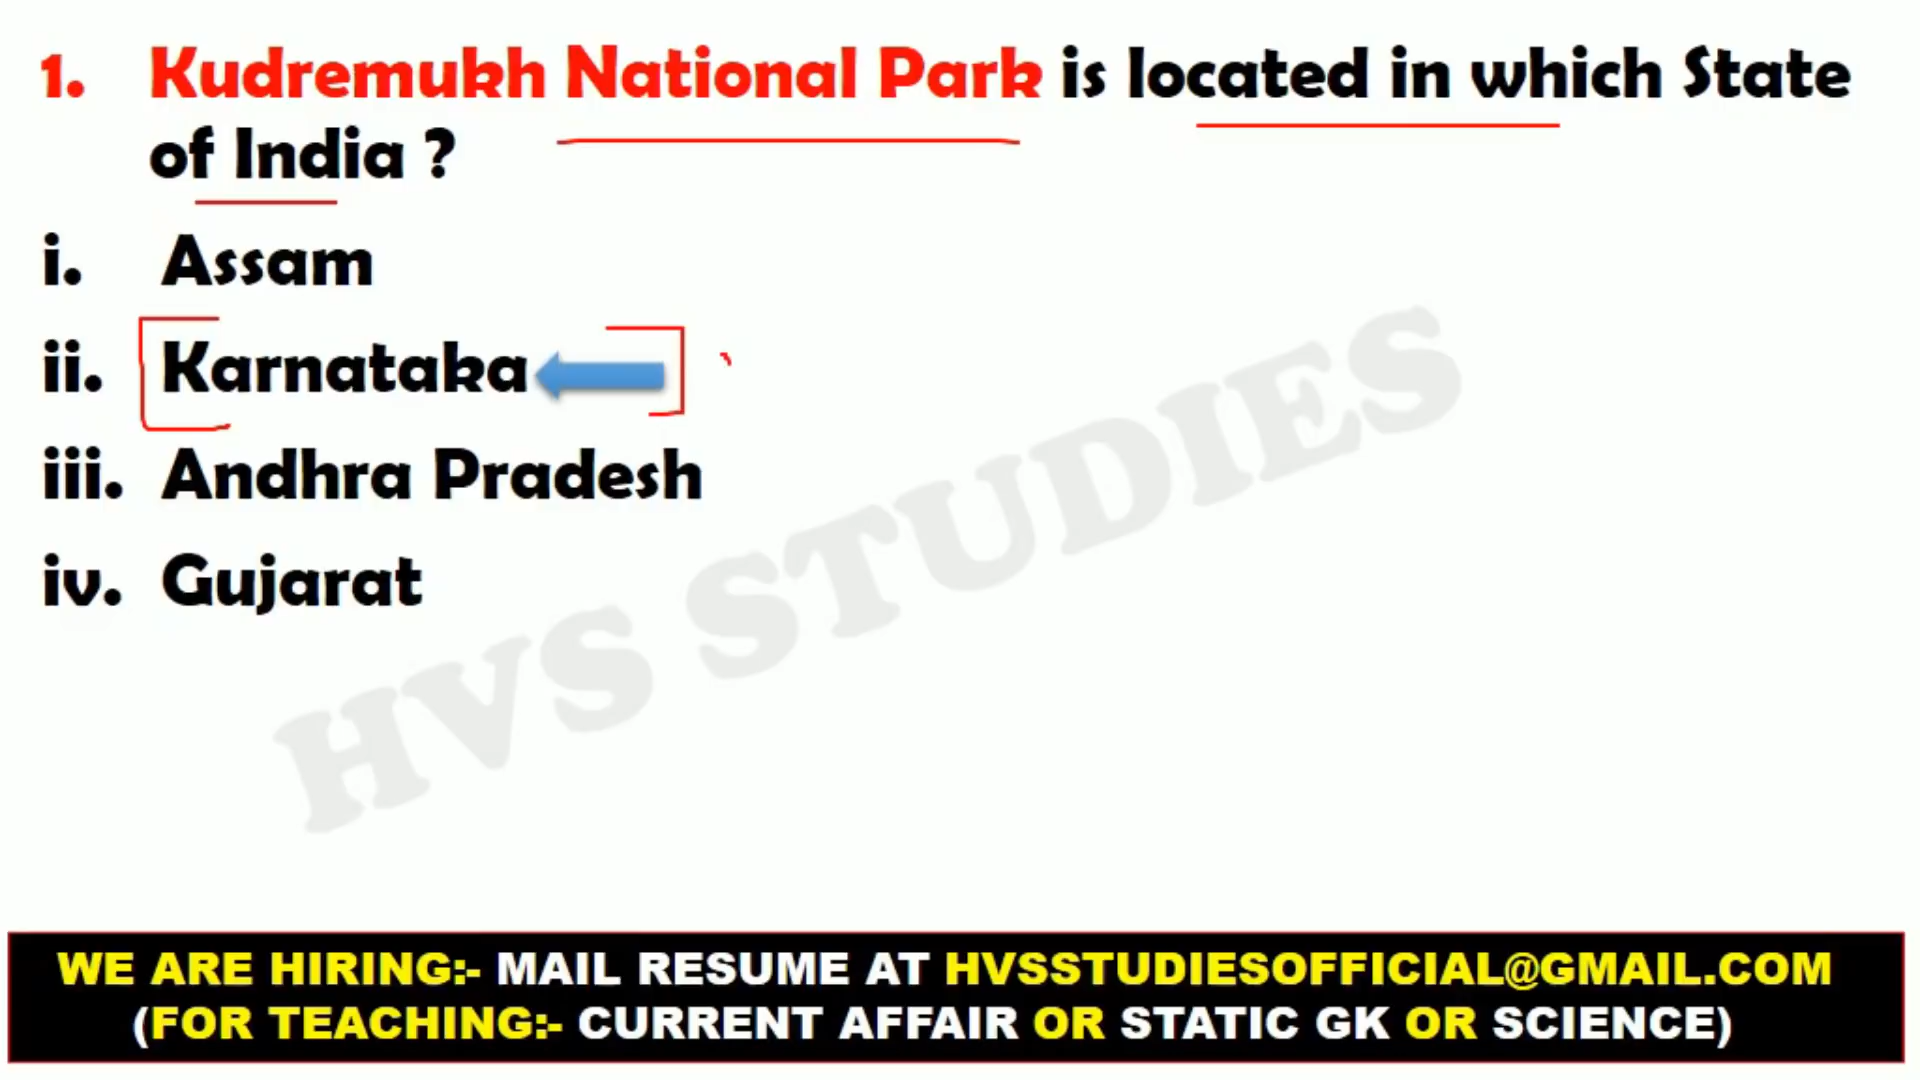 1. Kudremukh National Park is located in which State
of India ?
i. Assam
ii. Karnataka
iii. Andhra Pradesh
iv. Gujarat
HVS STUDIES
WE ARE HIRING:- MAIL RESUME AT HVSSTUDIESOFFICIAL@GMAIL.COM
(FOR TEACHING:- CURRENT AFFAIR OR STATIC GK OR SCIENCE)